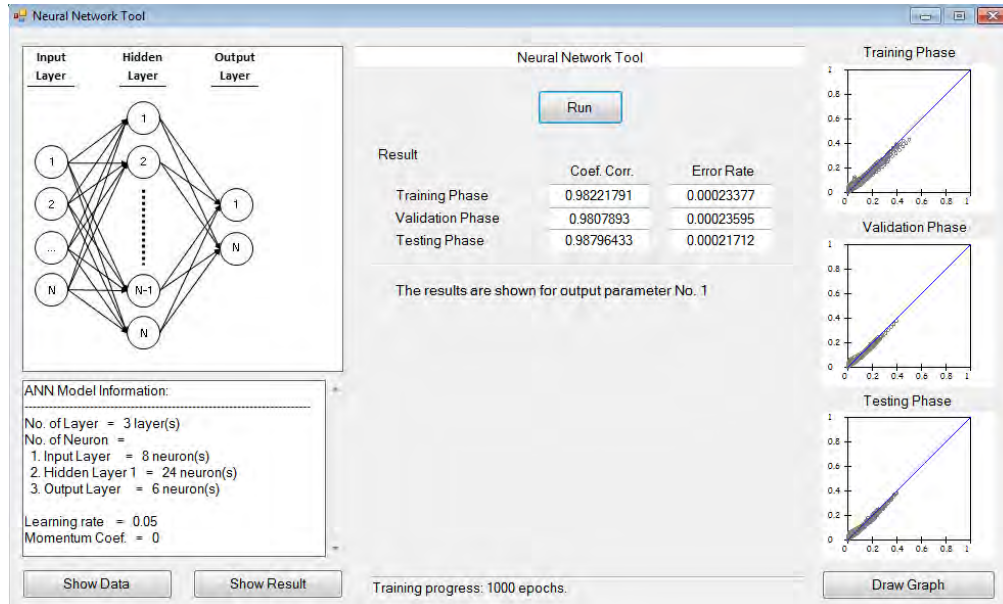 Neural Network Tool
Input Hidden Output
Layer Layer Layer
1
1
2
2
1
...
N
N
N-1
N
ANN Model Information:
No. of Layer = 3 layer(s)
No. of Neuron =
1. Input Layer = 8 neuron(s)
2. Hidden Layer 1 = 24 neuron(s)
3. Output Layer = 6 neuron(s)
Learning rate = 0.05
Momentum Coef. = 0
Show Data
Show Result
Neural Network Tool
Run
Result
Coef. Corr. Error Rate
Training Phase 0.98221791 0.00023377
Validation Phase 0.9807893 0.00023595
Testing Phase 0.98796433 0.00021712
The results are shown for output parameter No. 1
Training progress: 1000 epochs.
Training Phase
1
0.8
0.6
0.4
0.2
0
0 0.2 0.4 0.6 0.8 1
Validation Phase
1
0.8
0.6
0.4
0.2
0
0 0.2 0.4 0.6 0.8 1
Testing Phase
1
0.8
0.6
0.4
0.2
0
0 0.2 0.4 0.6 0.8 1
Draw Graph